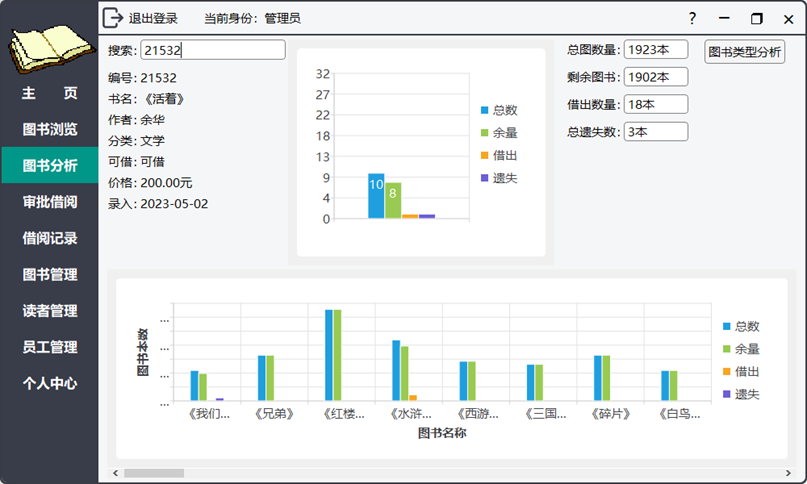 退出登录 当前身份: 管理员 ?
主 页
图书浏览
图书分析
审批借阅
借阅记录
图书管理
读者管理
员工管理
个人中心
搜索: 21532
编号: 21532
书名: 《活着》
作者: 余华
分类: 文学
可借: 可借
价格: 200.00元
录入: 2023-05-02
32
27
22
18
13
9
4
0
10
8
总数
余量
借出
遗失
总图数量: 1923本
剩余图书: 1902本
借出数量: 18本
总遗失数: 3本
图书类型分析
图书本数
...
...
...
...
《我们...
《兄弟》
《红楼...
《水浒...
《西游...
《三国...
《碎片》
《白鸟...
图书名称
总数
余量
借出
遗失